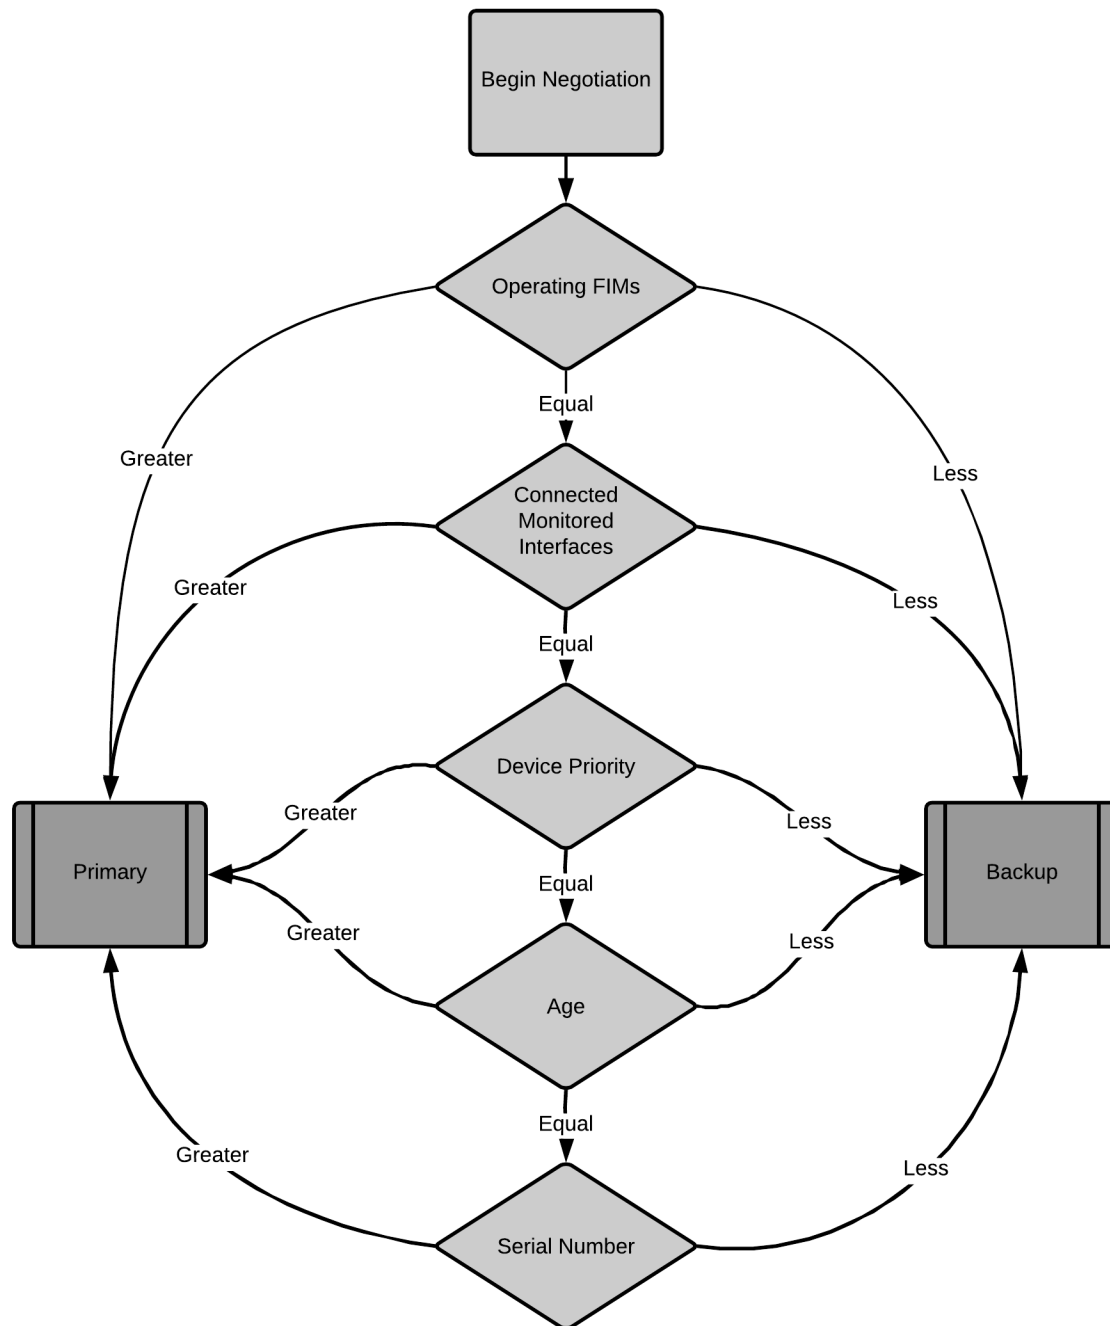 Begin Negotiation
Operating FIMs
Equal
Greater
Less
Connected
Monitored
Interfaces
Greater
Less
Equal
Device Priority
Greater
Less
Primary
Backup
Equal
Greater
Less
Age
Equal
Greater
Less
Serial Number